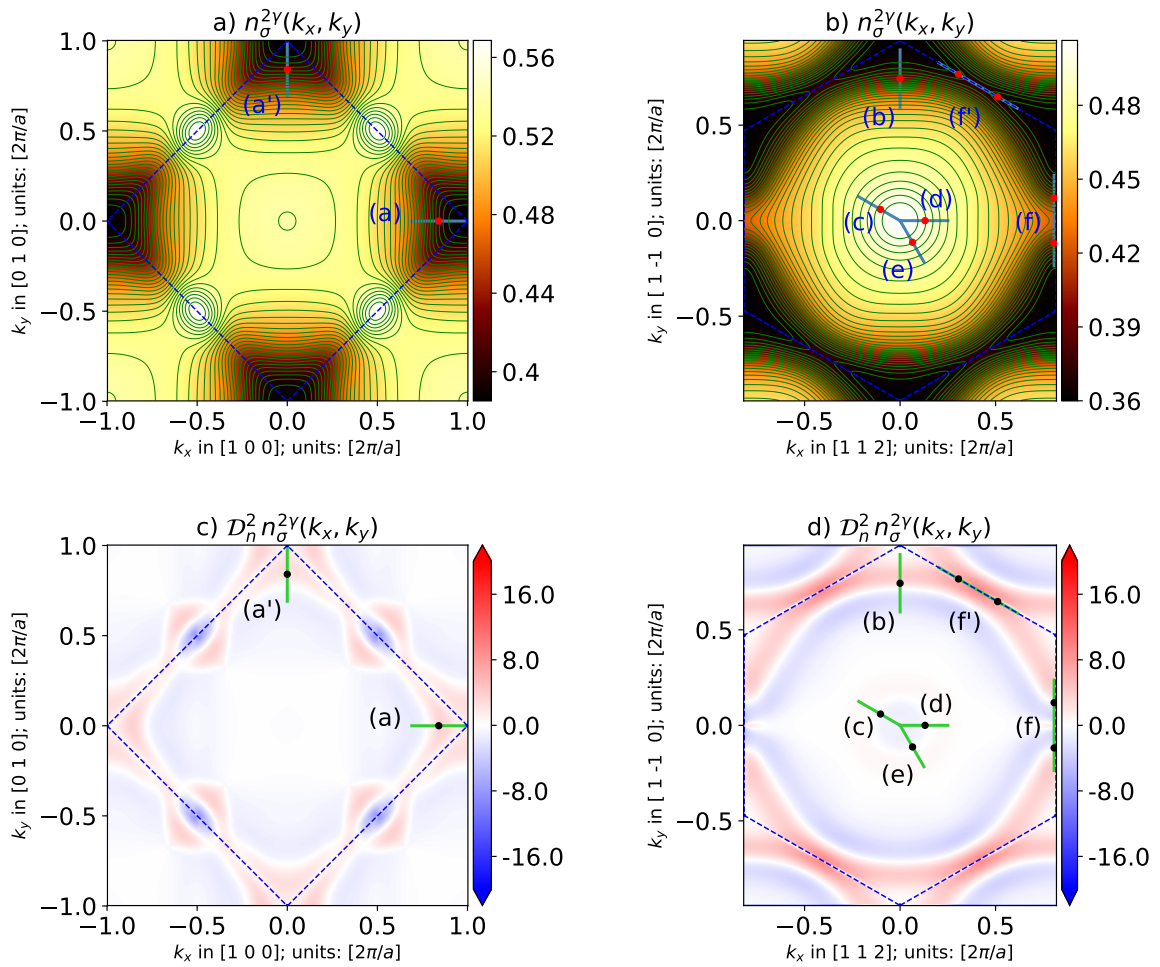 a) $n_\sigma^{2\gamma}(k_x, k_y)$
1.0
0.5
0.0
−0.5
−1.0
−1.0 −0.5 0.0 0.5 1.0
k_y in [0 1 0]; units: [2π/a]
k_x in [1 0 0]; units: [2π/a]
(a')
(a)
0.56
0.52
0.48
0.44
0.4
b) $n_\sigma^{2\gamma}(k_x, k_y)$
0.5
0.0
−0.5
−0.5 0.0 0.5
k_y in [ 1 -1 0]; units: [2π/a]
k_x in [1 1 2]; units: [2π/a]
(b)
(f')
(c)
(d)
(e)
(f)
0.48
0.45
0.42
0.39
0.36
c) $\mathcal{D}_n^2 n_\sigma^{2\gamma}(k_x, k_y)$
1.0
0.5
0.0
−0.5
−1.0
−1.0 −0.5 0.0 0.5 1.0
k_y in [0 1 0]; units: [2π/a]
k_x in [1 0 0]; units: [2π/a]
(a')
(a)
16.0
8.0
0.0
-8.0
-16.0
d) $\mathcal{D}_n^2 n_\sigma^{2\gamma}(k_x, k_y)$
0.5
0.0
−0.5
−0.5 0.0 0.5
k_y in [ 1 -1 0]; units: [2π/a]
k_x in [1 1 2]; units: [2π/a]
(b)
(f')
(c)
(d)
(e)
(f)
16.0
8.0
0.0
-8.0
-16.0